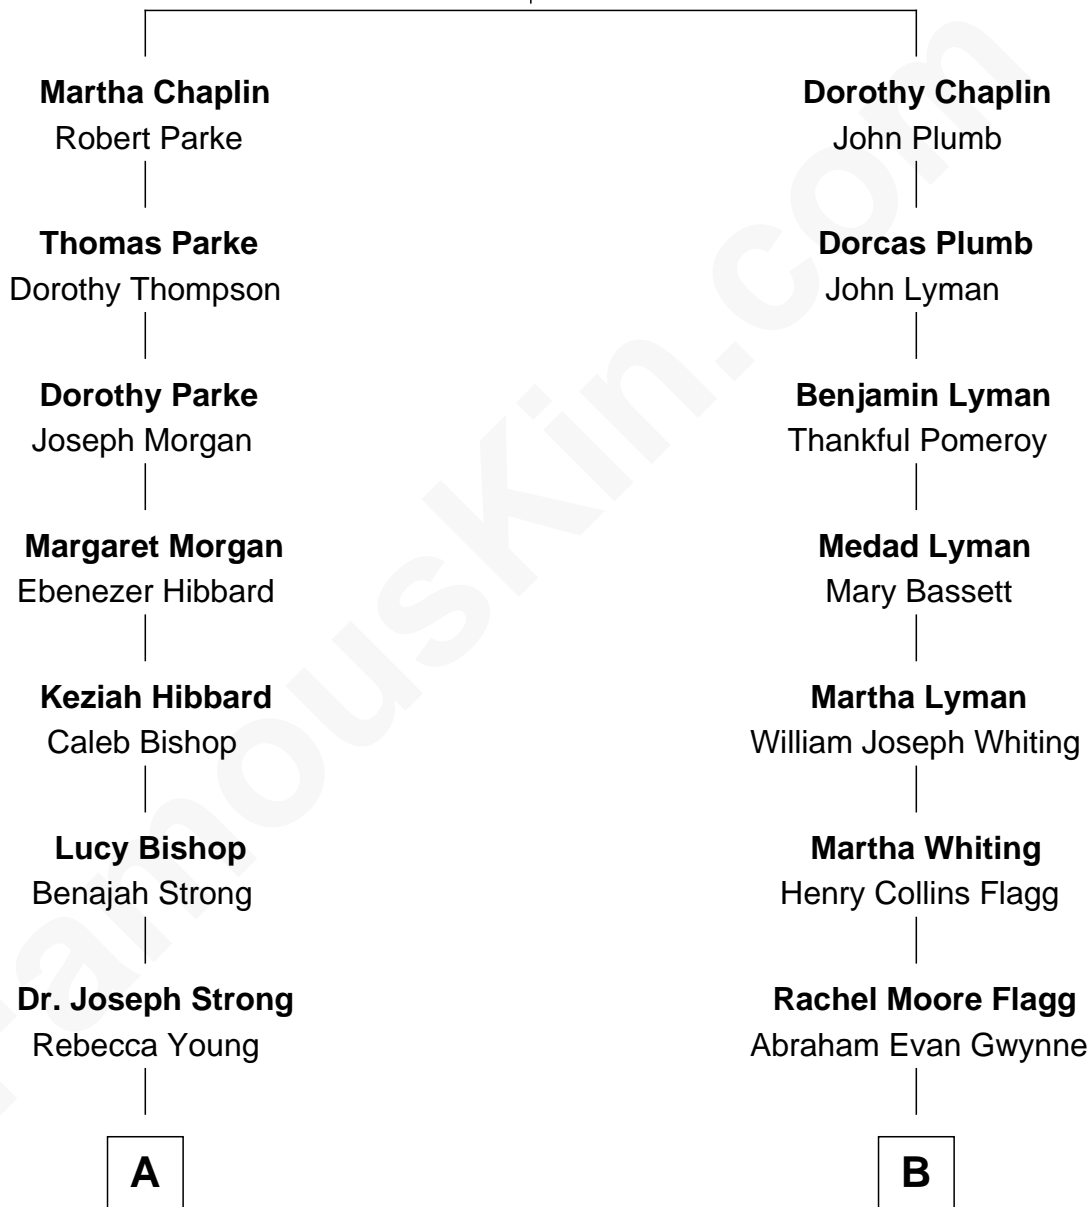 Martha Chaplin
Robert Parke
Thomas Parke
Dorothy Thompson
Dorothy Parke
Joseph Morgan
Margaret Morgan
Ebenezer Hibbard
Keziah Hibbard
Caleb Bishop
Lucy Bishop
Benajah Strong
Dr. Joseph Strong
Rebecca Young
A
Dorothy Chaplin
John Plumb
Dorcas Plumb
John Lyman
Benjamin Lyman
Thankful Pomeroy
Medad Lyman
Mary Bassett
Martha Lyman
William Joseph Whiting
Martha Whiting
Henry Collins Flagg
Rachel Moore Flagg
Abraham Evan Gwynne
B
FamousKin.com